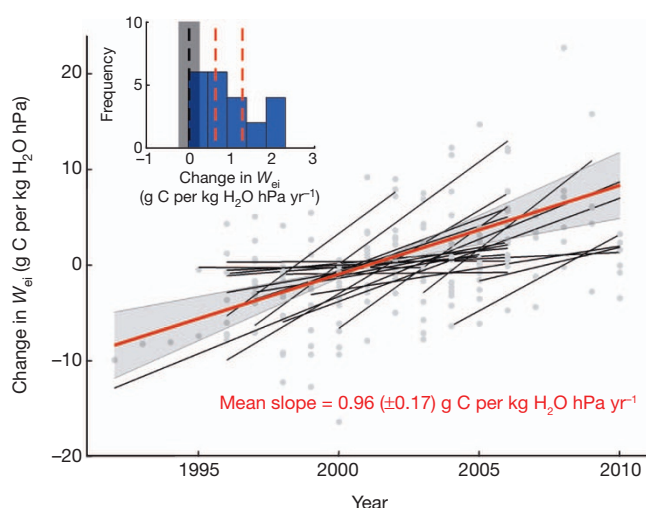 10
5
0
Frequency
−1 0 1 2 3
Change in Wei
(g C per kg H2O hPa yr−1)
20
10
0
−10
−20
Change in Wei (g C per kg H2O hPa)
Mean slope = 0.96 (±0.17) g C per kg H2O hPa yr−1
1995 2000 2005 2010
Year